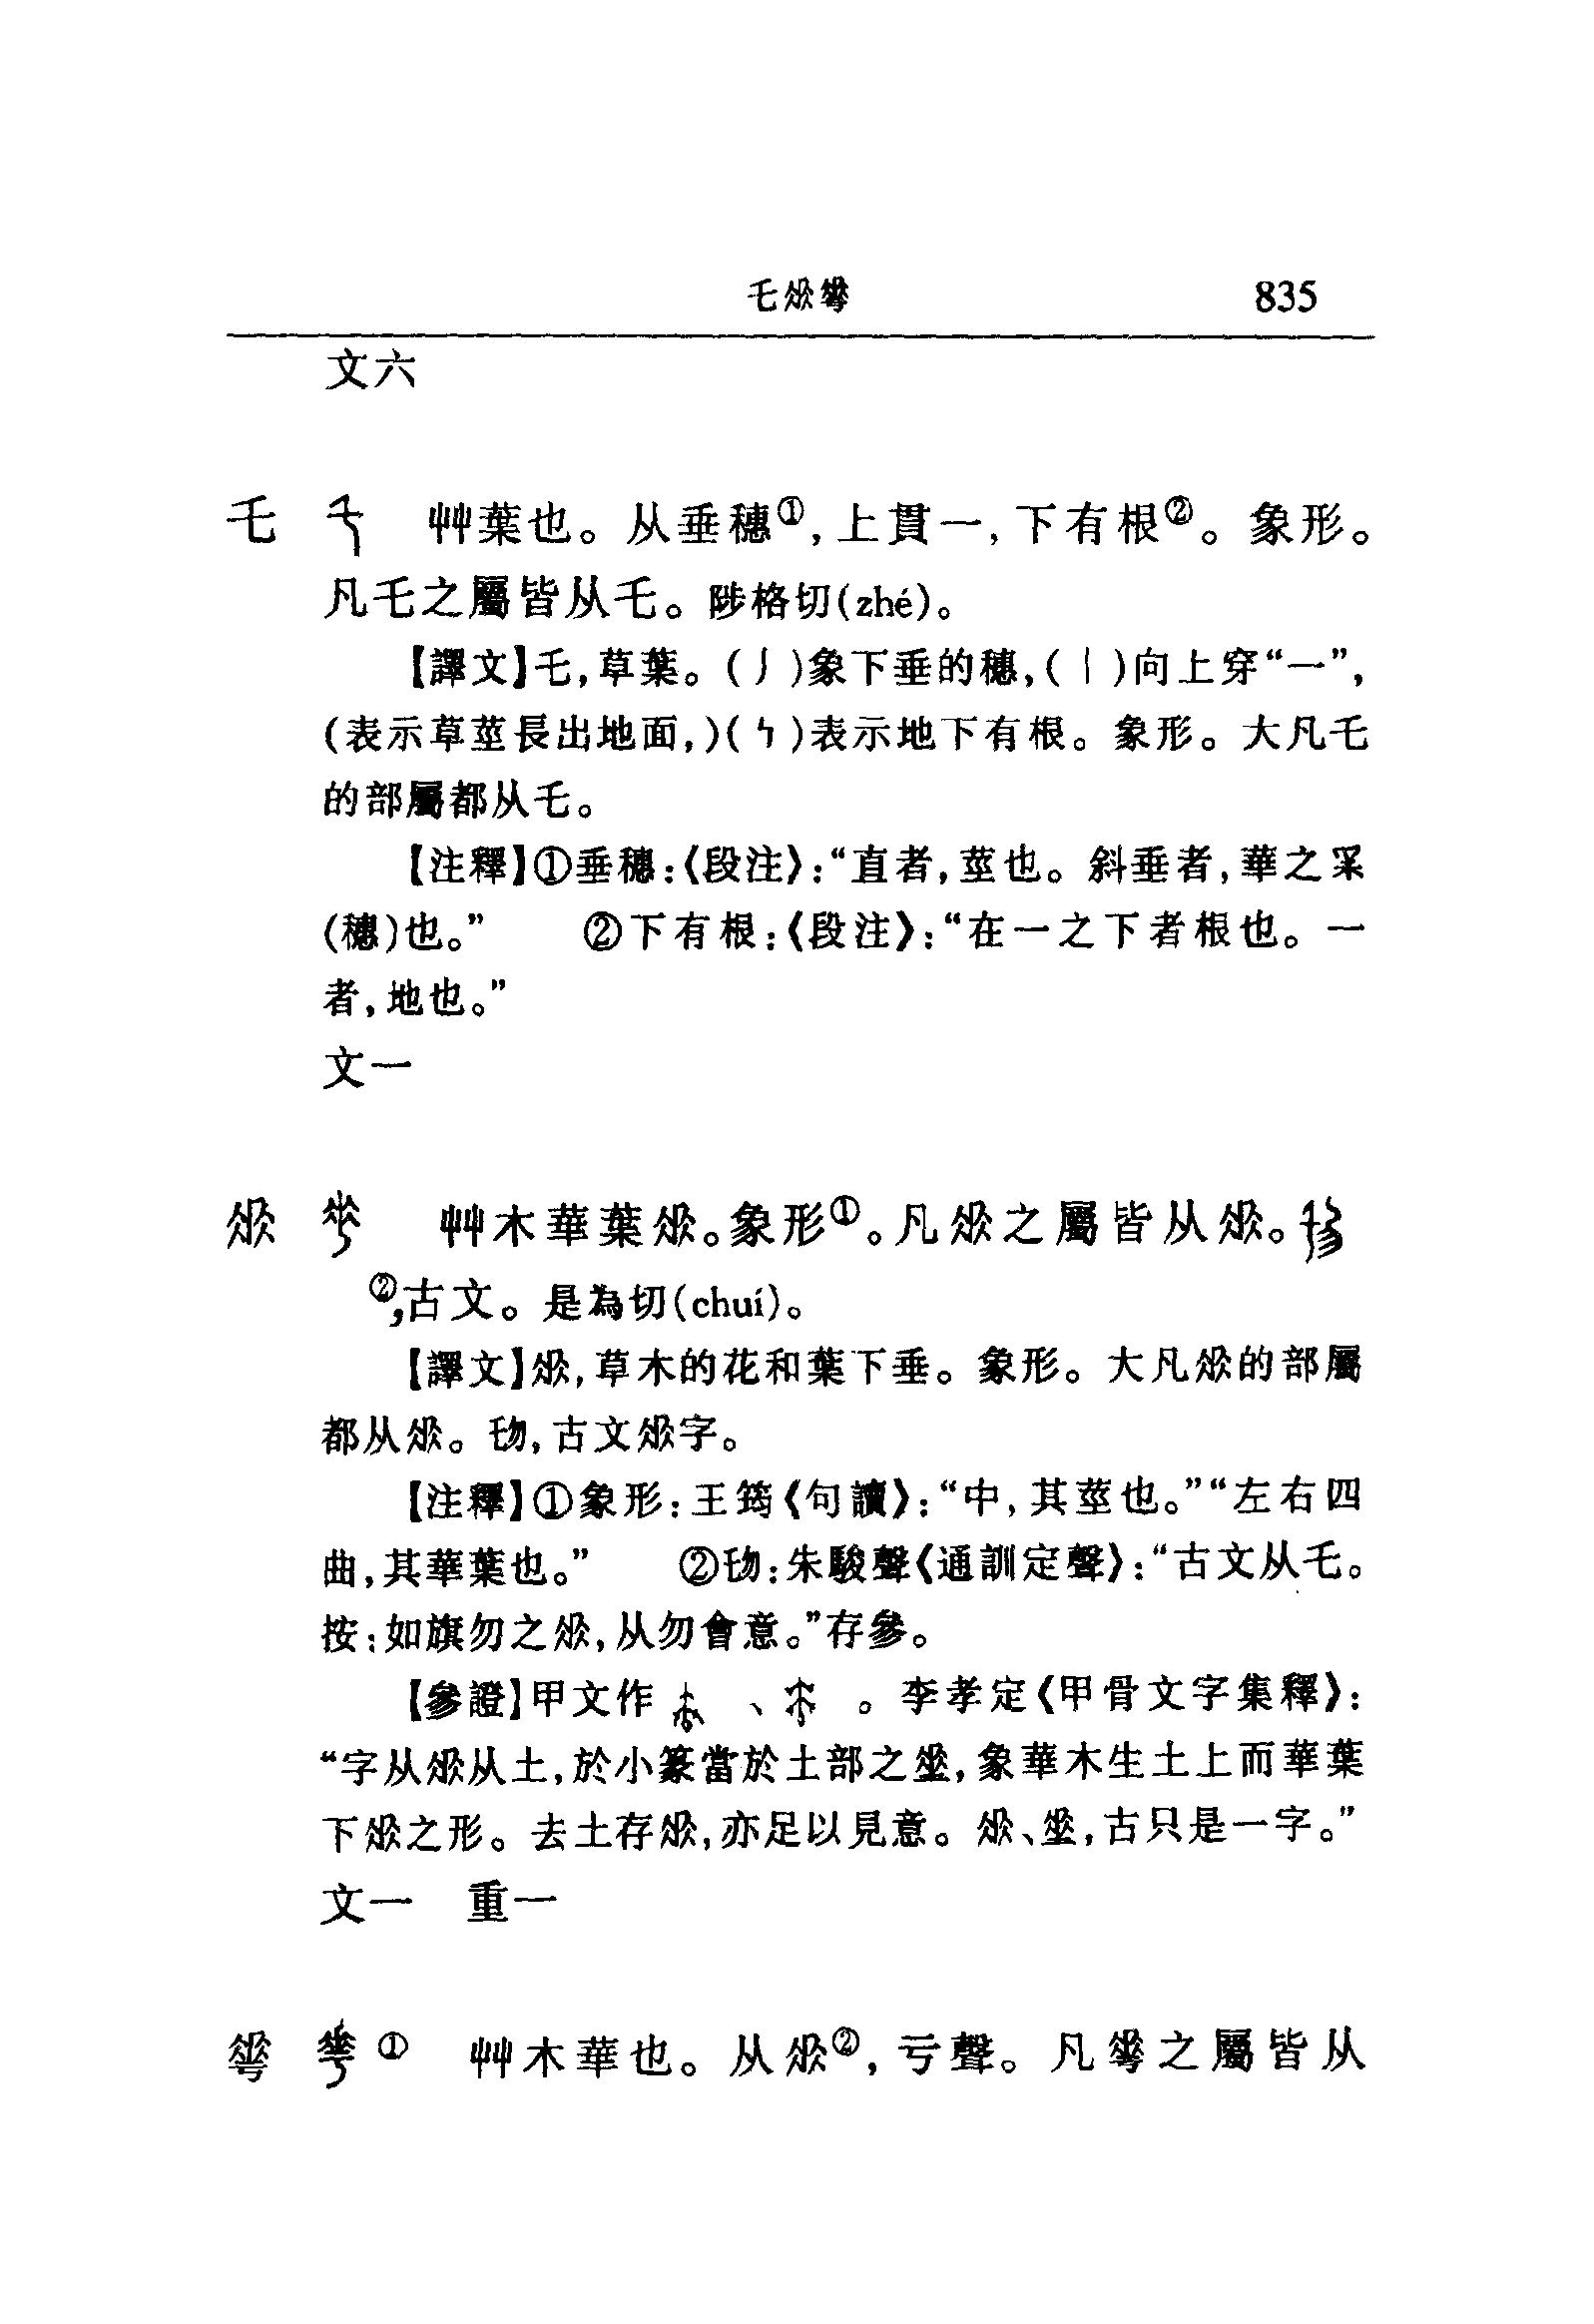 乇𠂹𠌶 835
文六
乇 艸葉也。从垂穗①，上貫一，下有根②。象形。
凡乇之屬皆从乇。陟格切(zhé)。
【譯文】乇，草葉。(丿)象下垂的穗，(丨)向上穿“一”，
(表示草莖長出地面，)(㇉)表示地下有根。象形。大凡乇
的部屬都从乇。
【注釋】①垂穗：《段注》：“直者，莖也。斜垂者，華之采
(穗)也。” ②下有根：《段注》：“在一之下者根也。一
者，地也。”
文一
𠂹 艸木華葉𠂹。象形①。凡𠂹之屬皆从𠂹。
②，古文。是為切(chuí)。
【譯文】𠂹，草木的花和葉下垂。象形。大凡𠂹的部屬
都从𠂹。，古文𠂹字。
【注釋】①象形：王筠《句讀》：“中，其莖也。”“左右四
曲，其華葉也。” ②：朱駿聲《通訓定聲》：“古文从乇。
按：如旗勿之𠂹，从勿會意。”存參。
【參證】甲文作 、 。李孝定《甲骨文字集釋》：
“字从𠂹从土，於小篆當於土部之坙，象華木生土上而華葉
下𠂹之形。去土存𠂹，亦足以見意。𠂹、，古只是一字。”
文一 重一
𠌶 ① 艸木華也。从𠂹②，亏聲。凡𠌶之屬皆从